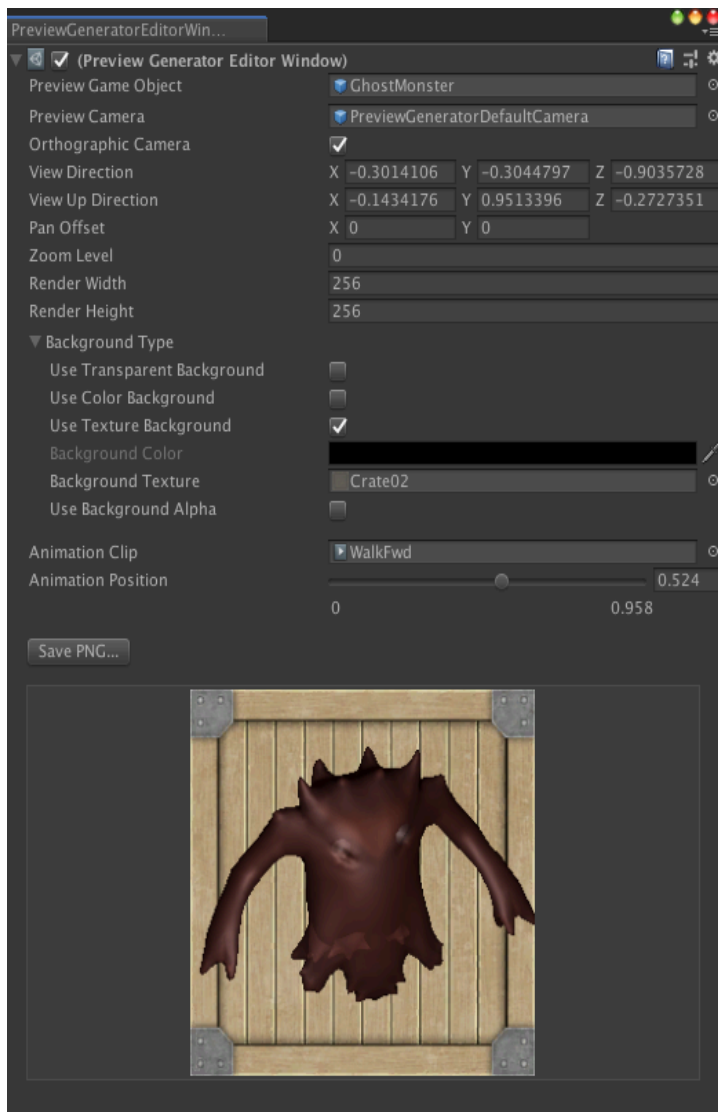 PreviewGeneratorEditorWin...
(Preview Generator Editor Window)
Preview Game Object GhostMonster
Preview Camera PreviewGeneratorDefaultCamera
Orthographic Camera
View Direction X -0.3014106 Y -0.3044797 Z -0.9035728
View Up Direction X -0.1434176 Y 0.9513396 Z -0.2727351
Pan Offset X 0 Y 0
Zoom Level 0
Render Width 256
Render Height 256
Background Type
Use Transparent Background
Use Color Background
Use Texture Background
Background Color
Background Texture Crate02
Use Background Alpha
Animation Clip WalkFwd
Animation Position 0.524
0 0.958
Save PNG...